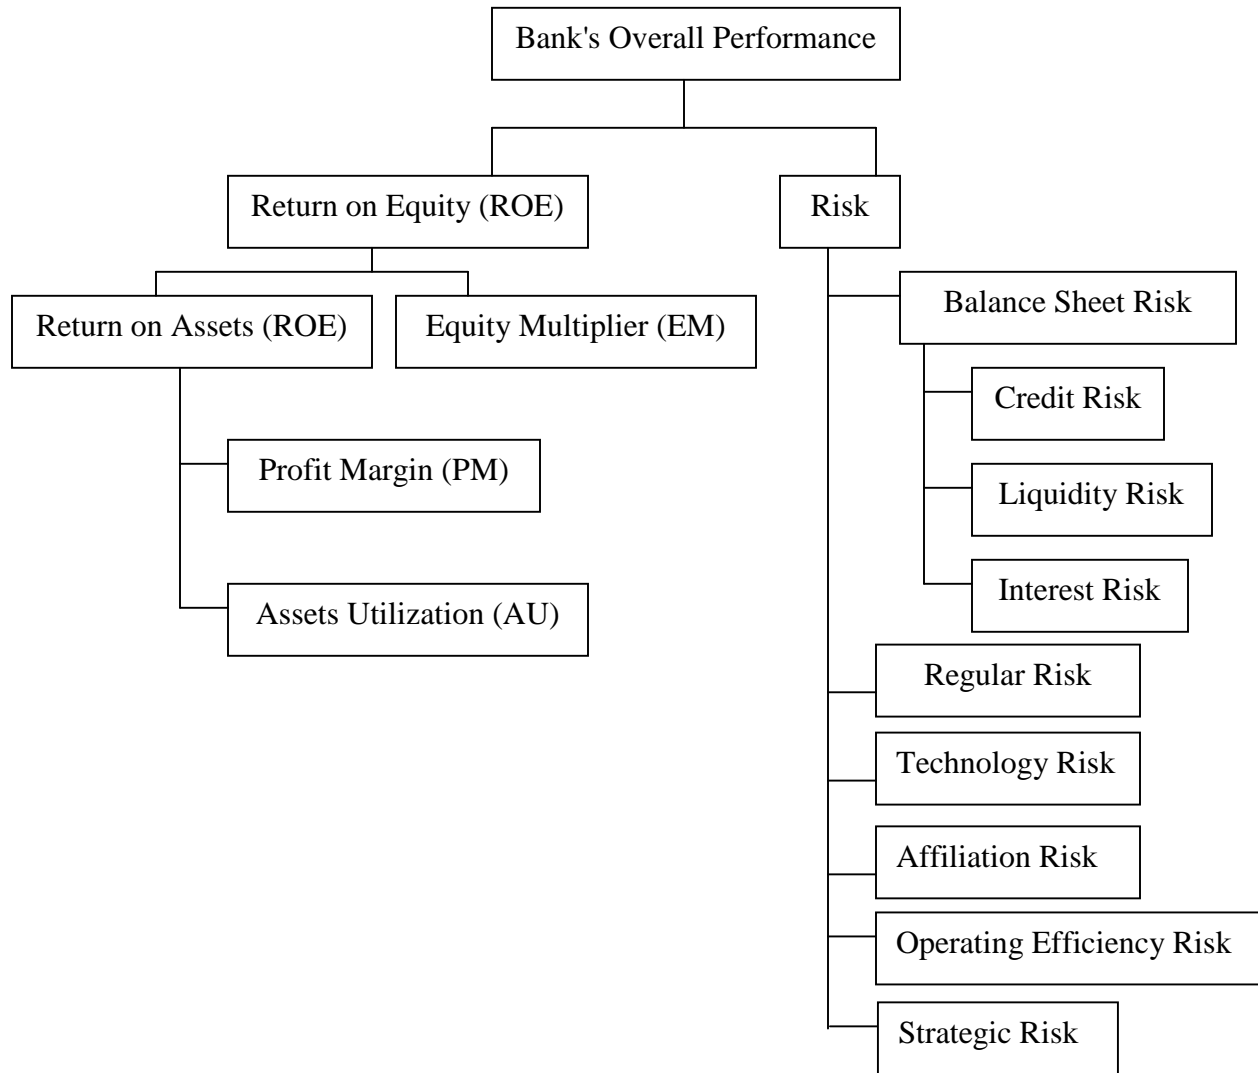 Bank's Overall Performance
Return on Equity (ROE)
Risk
Return on Assets (ROE)
Equity Multiplier (EM)
Balance Sheet Risk
Credit Risk
Profit Margin (PM)
Liquidity Risk
Assets Utilization (AU)
Interest Risk
Regular Risk
Technology Risk
Affiliation Risk
Operating Efficiency Risk
Strategic Risk